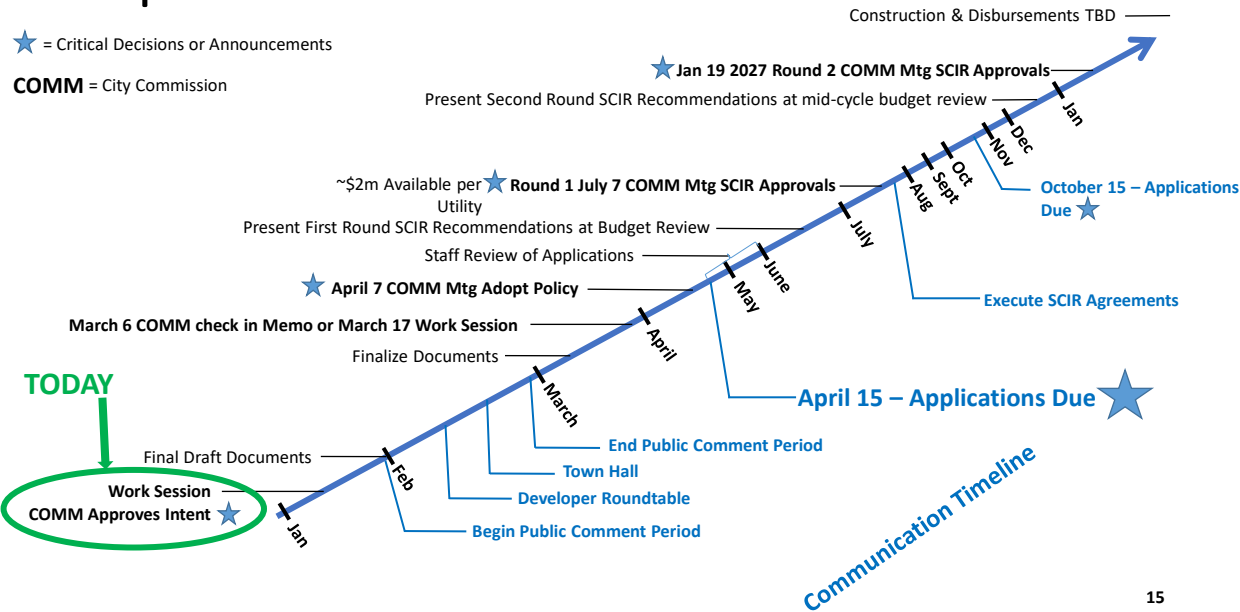 = Critical Decisions or Announcements
COMM = City Commission
Construction & Disbursements TBD
Jan 19 2027 Round 2 COMM Mtg SCIR Approvals
Present Second Round SCIR Recommendations at mid-cycle budget review
~$2m Available per
Utility
Round 1 July 7 COMM Mtg SCIR Approvals
Present First Round SCIR Recommendations at Budget Review
Staff Review of Applications
April 7 COMM Mtg Adopt Policy
March 6 COMM check in Memo or March 17 Work Session
Finalize Documents
TODAY
Final Draft Documents
Work Session
COMM Approves Intent
Jan
Feb
March
April
May
June
July
Aug
Sept
Oct
Nov
Dec
Jan
October 15 – Applications
Due
Execute SCIR Agreements
April 15 – Applications Due
End Public Comment Period
Town Hall
Developer Roundtable
Begin Public Comment Period
Communication Timeline
15